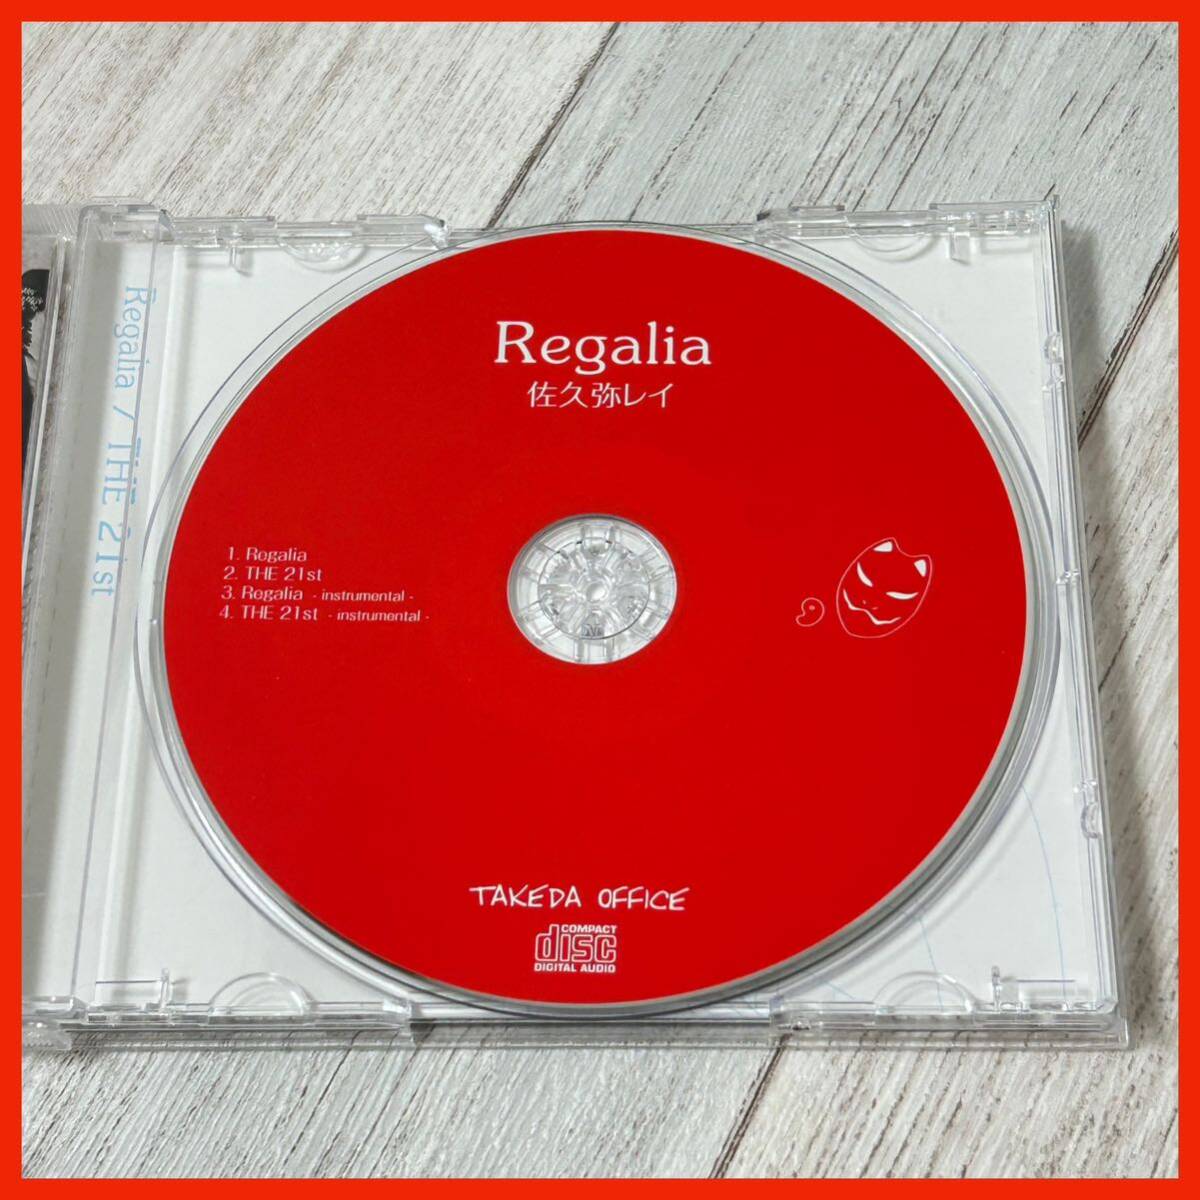 Regalia
佐久弥レイ
1. Regalia
2. THE 21st
3. Regalia - instrumental -
4. THE 21st - instrumental -
TAKEDA OFFICE
COMPACT
disc
DIGITAL AUDIO
Regalia / THE 21st